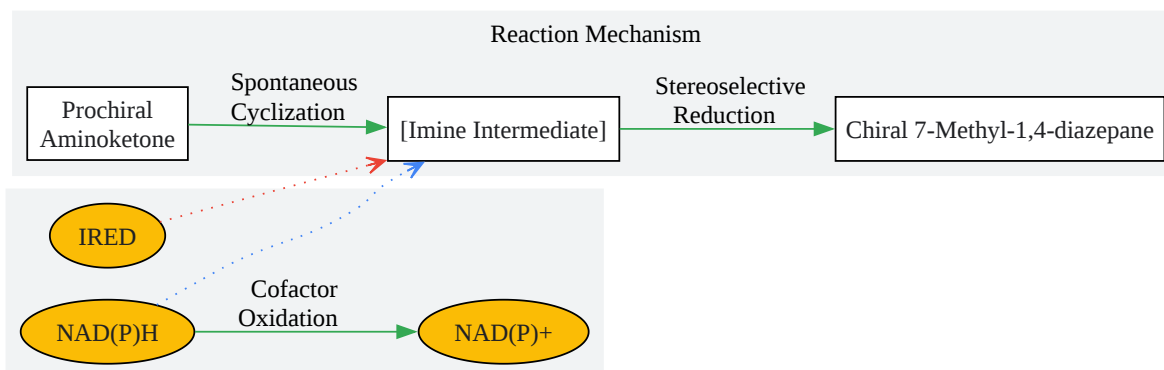 Reaction Mechanism
Spontaneous
Cyclization
Stereoselective
Reduction
Prochiral
Aminoketone
[Imine Intermediate]
Chiral 7-Methyl-1,4-diazepane
IRED
Cofactor
Oxidation
NAD(P)H
NAD(P)+